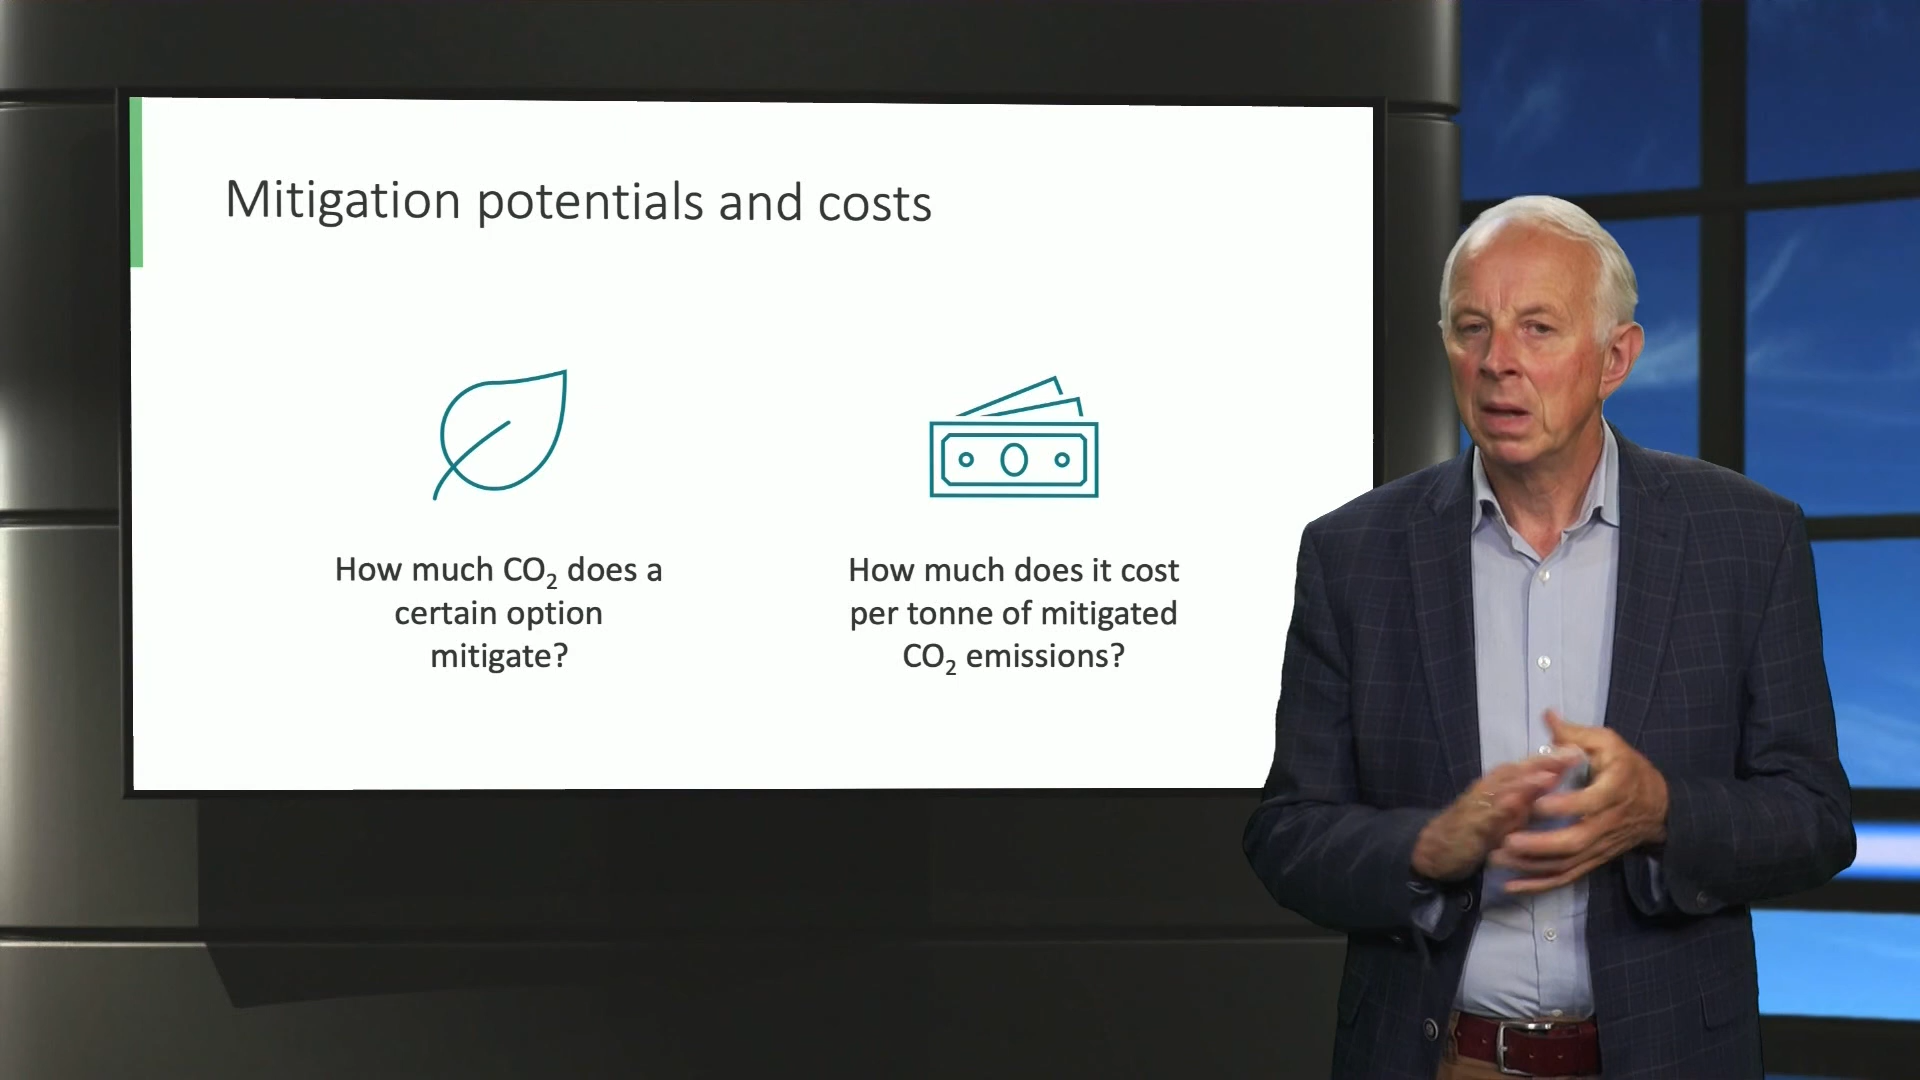 Mitigation potentials and costs
How much CO₂ does a
certain option
mitigate?
How much does it cost
per tonne of mitigated
CO₂ emissions?